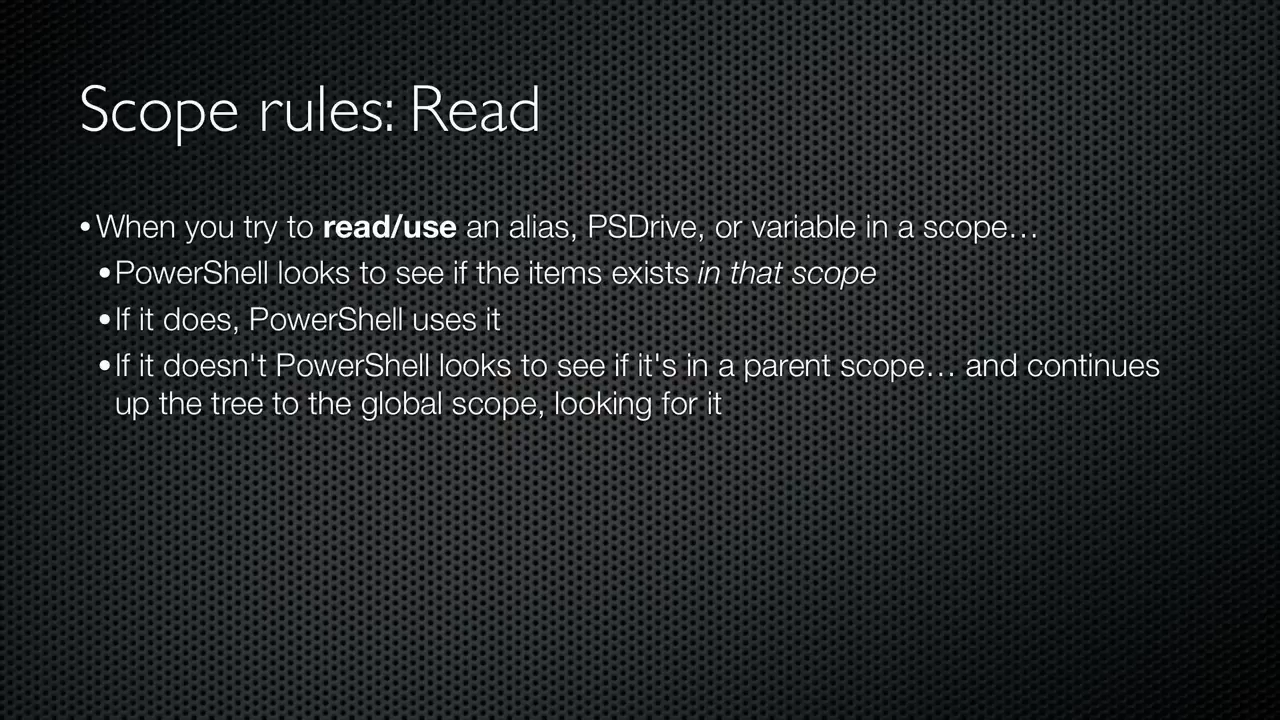 Scope rules: Read
• When you try to read/use an alias, PSDrive, or variable in a scope…
• PowerShell looks to see if the items exists in that scope
• If it does, PowerShell uses it
• If it doesn't PowerShell looks to see if it's in a parent scope… and continues
up the tree to the global scope, looking for it